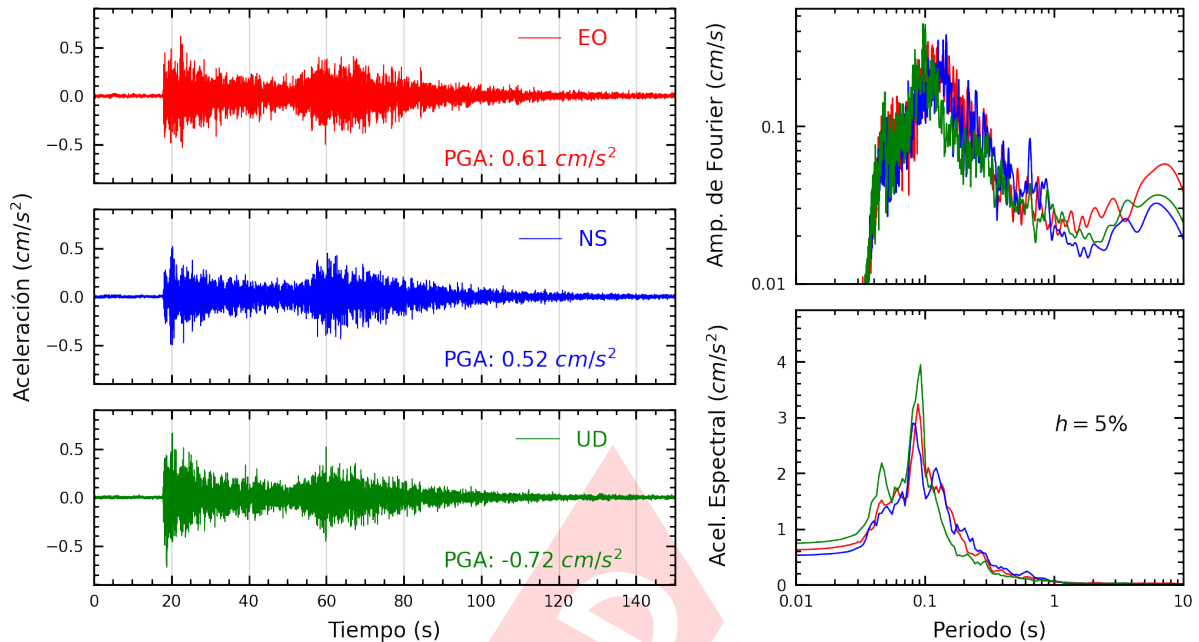 Aceleración (cm/s²)
0.5
0.0
−0.5
EO
PGA: 0.61 cm/s²
0.5
0.0
−0.5
NS
PGA: 0.52 cm/s²
0.5
0.0
−0.5
UD
PGA: -0.72 cm/s²
0 20 40 60 80 100 120 140
Tiempo (s)
Amp. de Fourier (cm/s)
0.1
0.01
Acel. Espectral (cm/s²)
4
3
2
1
0
h = 5%
0.01 0.1 1 10
Periodo (s)